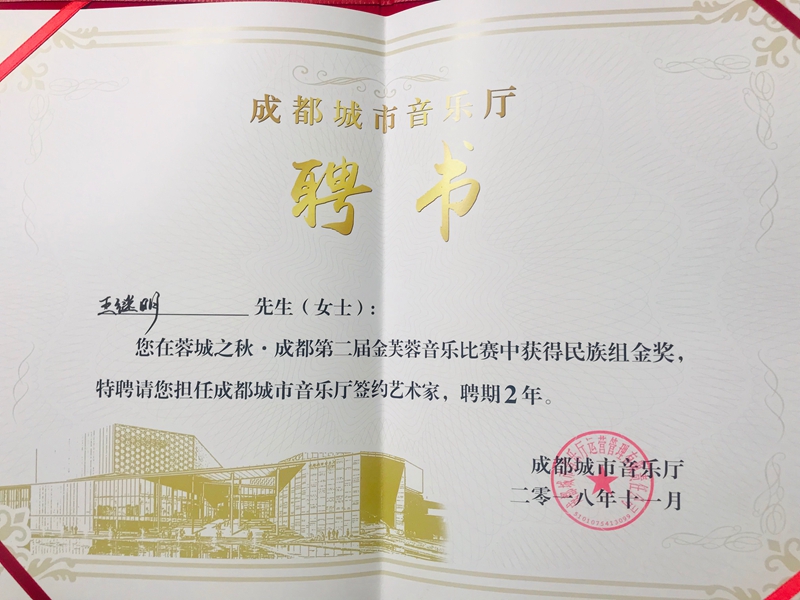 成都城市音乐厅
聘书
王继明 先生（女士）：
您在蓉城之秋·成都第二届金芙蓉音乐比赛中获得民族组金奖，
特聘请您担任成都城市音乐厅签约艺术家，聘期2年。
成都城市音乐厅
二零一八年十一月